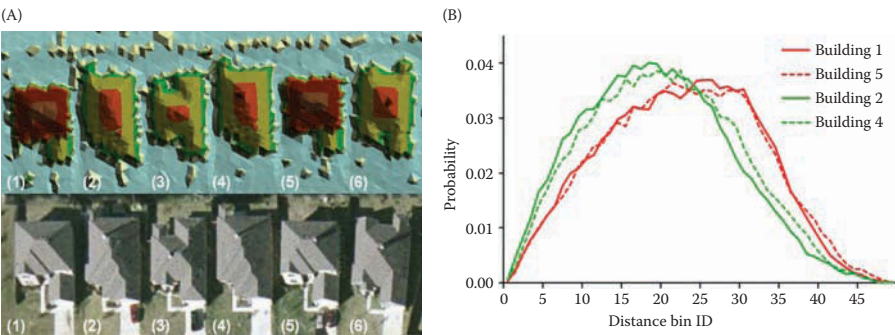 (A)
(1) (2) (3) (4) (5) (6)
(1) (2) (3) (4) (5) (6)
(B)
Building 1
Building 5
Building 2
Building 4
0.04
0.03
0.02
0.01
0.00
Probability
0 5 10 15 20 25 30 35 40 45
Distance bin ID